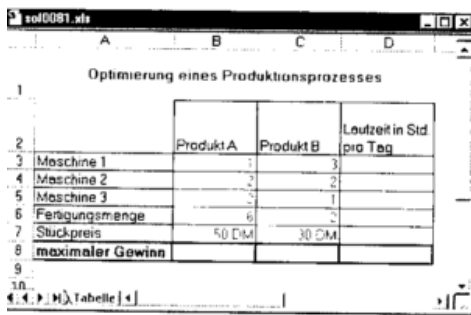 sol0081.xls
A B C D
1 Optimierung eines Produktionsprozesses
2 Produkt A Produkt B Laufzeit in Std. pro Tag
3 Maschine 1 1 3
4 Maschine 2 2 2
5 Maschine 3 1
6 Fertigungsmenge 6 2
7 Stückpreis 50 DM 30 DM
8 maximaler Gewinn
9
10
Tabelle